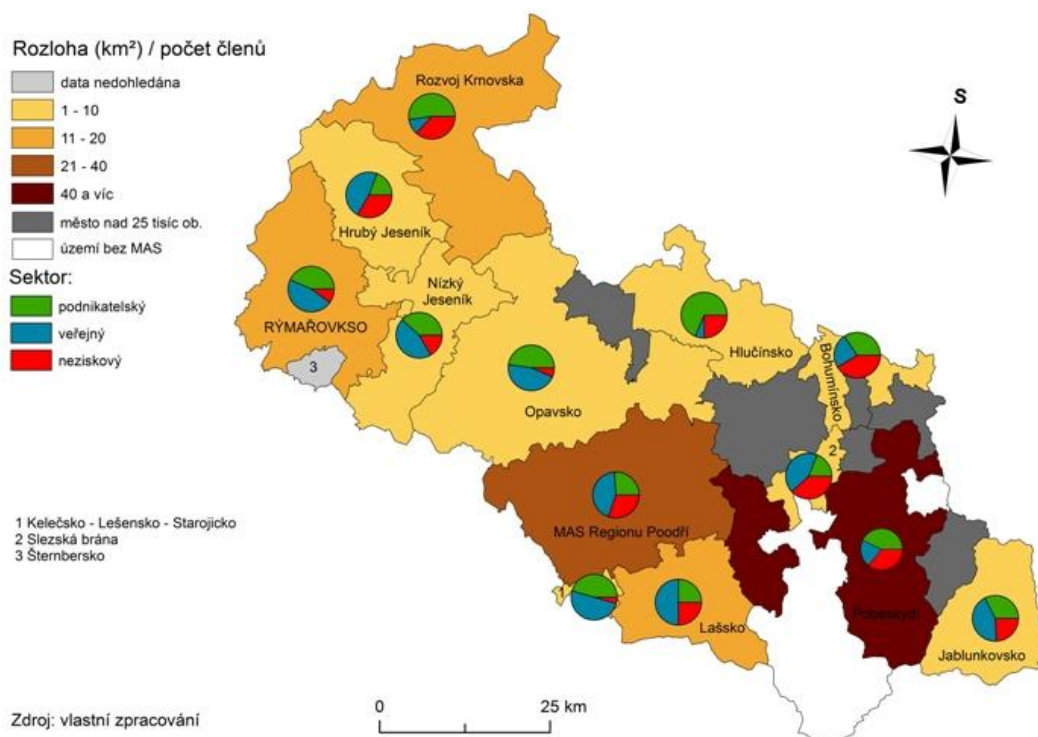 Rozloha (km²) / počet členů
data nedohledána
1 - 10
11 - 20
21 - 40
40 a víc
město nad 25 tisíc ob.
území bez MAS
Sektor:
podnikatelský
veřejný
neziskový
Rozvoj Krnovska
S
Hrubý Jeseník
Nízký
Jeseník
RÝMAŘOVKSO
3
Hlučínsko
Bohumínsko
Opavsko
2
MAS Regionu Poodří
1
Lašsko
Pobeskydí
Jablunkovsko
1 Kelečsko - Lešensko - Starojicko
2 Slezská brána
3 Šternbersko
Zdroj: vlastní zpracování
0
25 km